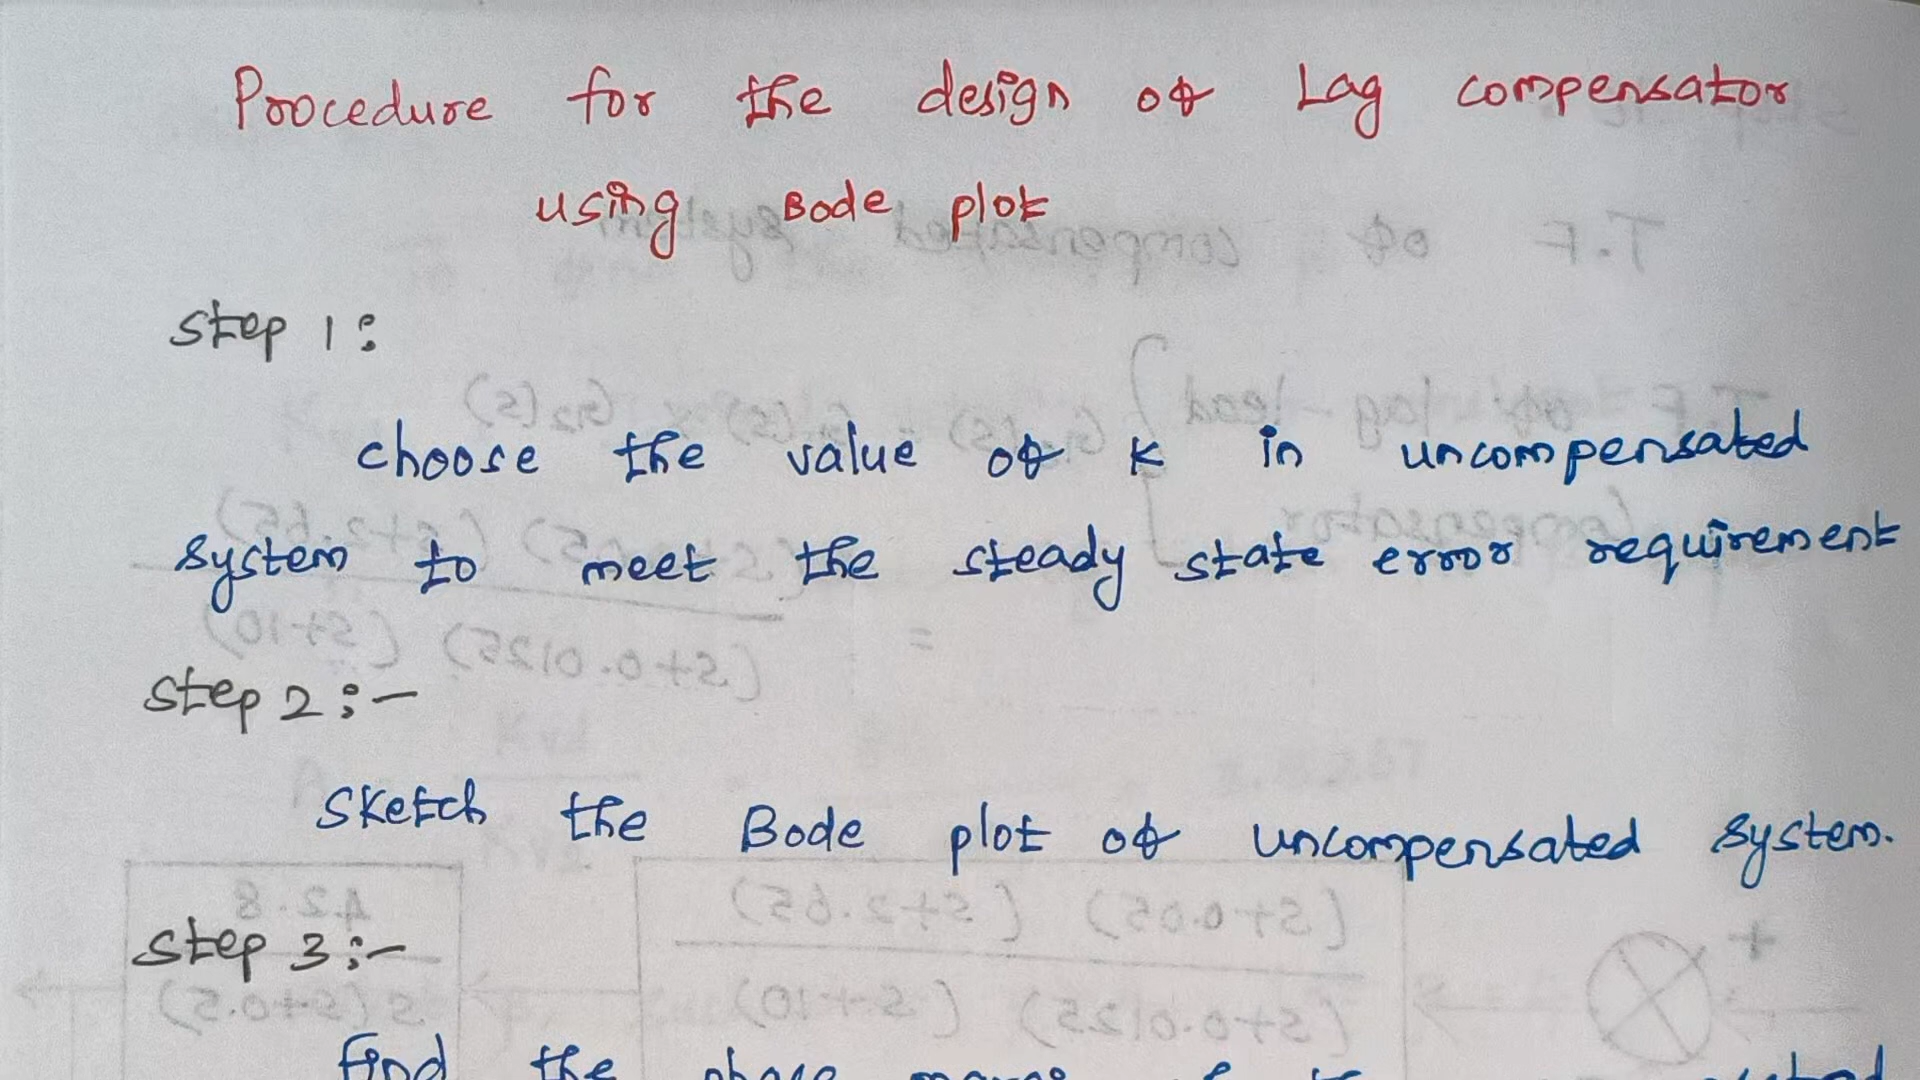 Procedure for the design of Lag compensator
using Bode plot
Step 1:
choose the value of K in uncompensated
system to meet the steady state error requirement
Step 2:-
Sketch the Bode plot of uncompensated system.
Step 3:-
find the phase